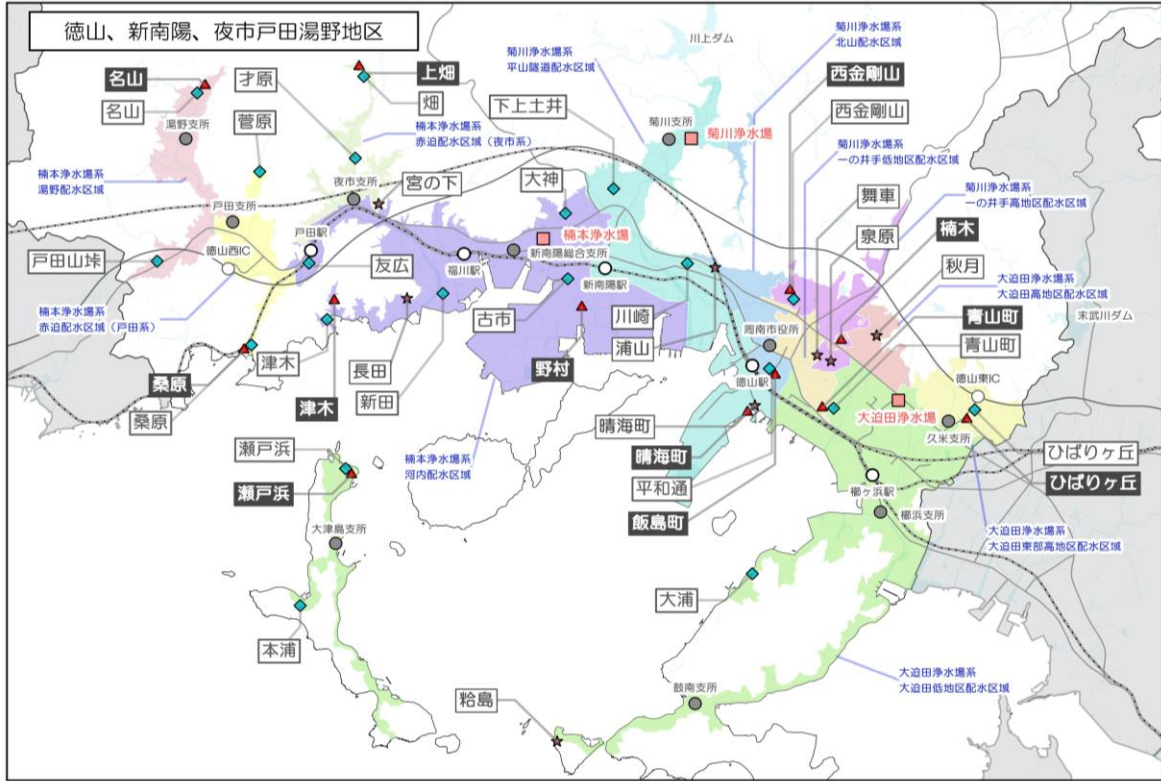 徳山、新南陽、夜市戸田湯野地区
川上ダム
菊川浄水場系
平山隧道配水区域
菊川浄水場系
北山配水区域
名山
名山
才原
上畑
畑
西金剛山
西金剛山
下上土井
菊川支所
菊川浄水場
湯野支所
菅原
楠本浄水場系
赤迫配水区域（夜市系）
菊川浄水場系
一の井手低地区配水区域
楠本浄水場系
湯野配水区域
夜市支所
宮の下
大神
舞車
菊川浄水場系
一の井手高地区配水区域
戸田支所
泉原
楠木
戸田駅
楠本浄水場
新南陽総合支所
戸田山垰
徳山西IC
友広
福川駅
新南陽駅
秋月
大迫田浄水場系
大迫田高地区配水区域
楠本浄水場系
赤迫配水区域（戸田系）
古市
川崎
浦山
周南市役所
青山町
青山町
末武川ダム
津木
長田
野村
徳山駅
徳山東IC
桑原
桑原
津木
新田
大迫田浄水場
久米支所
晴海町
晴海町
瀬戸浜
瀬戸浜
楠本浄水場系
河内配水区域
平和通
飯島町
ひばりヶ丘
ひばりヶ丘
櫛ヶ浜駅
櫛浜支所
大津島支所
大迫田浄水場系
大迫田東部高地区配水区域
大浦
本浦
大迫田浄水場系
大迫田低地区配水区域
鼓南支所
粭島